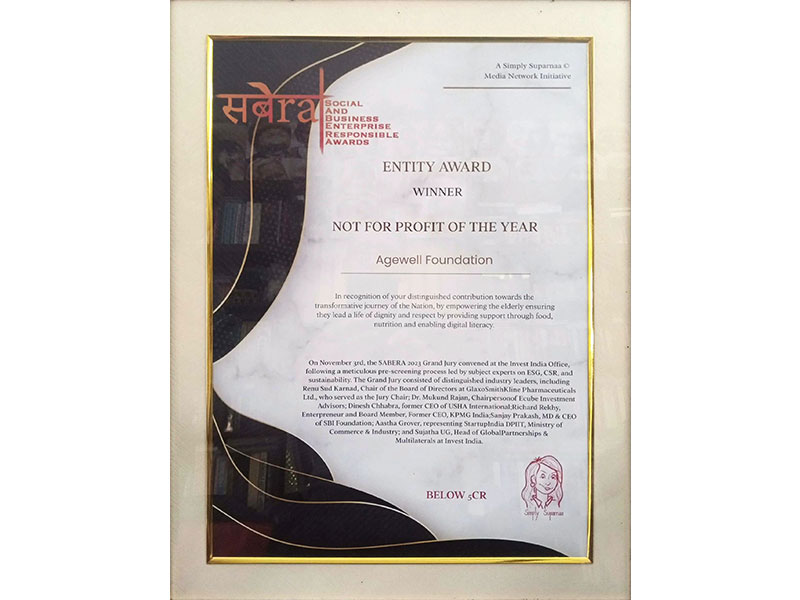 A Simply Suparnaa ©
Media Network Initiative
सबेra
SOCIAL
AND
BUSINESS
ENTERPRISE
RESPONSIBLE
AWARDS
ENTITY AWARD
WINNER
NOT FOR PROFIT OF THE YEAR
Agewell Foundation
In recognition of your distinguished contribution towards the
transformative journey of the Nation, by empowering the elderly ensuring
they lead a life of dignity and respect by providing support through food,
nutrition and enabling digital literacy.
On November 3rd, the SABERA 2023 Grand Jury convened at the Invest India Office,
following a meticulous pre-screening process led by subject experts on ESG, CSR, and
sustainability. The Grand Jury consisted of distinguished industry leaders, including
Renu Sud Karnad, Chair of the Board of Directors at GlaxoSmithKline Pharmaceuticals
Ltd., who served as the Jury Chair; Dr. Mukund Rajan, Chairpersonof Ecube Investment
Advisors; Dinesh Chhabra, former CEO of USHA International;Richard Rekhy,
Enterpreneur and Board Member, Former CEO, KPMG India;Sanjay Prakash, MD & CEO
of SBI Foundation; Aastha Grover, representing StartupIndia DPIIT, Ministry of
Commerce & Industry; and Sujatha UG, Head of GlobalPartnerships &
Multilaterals at Invest India.
BELOW 5CR
Simply Suparnaa